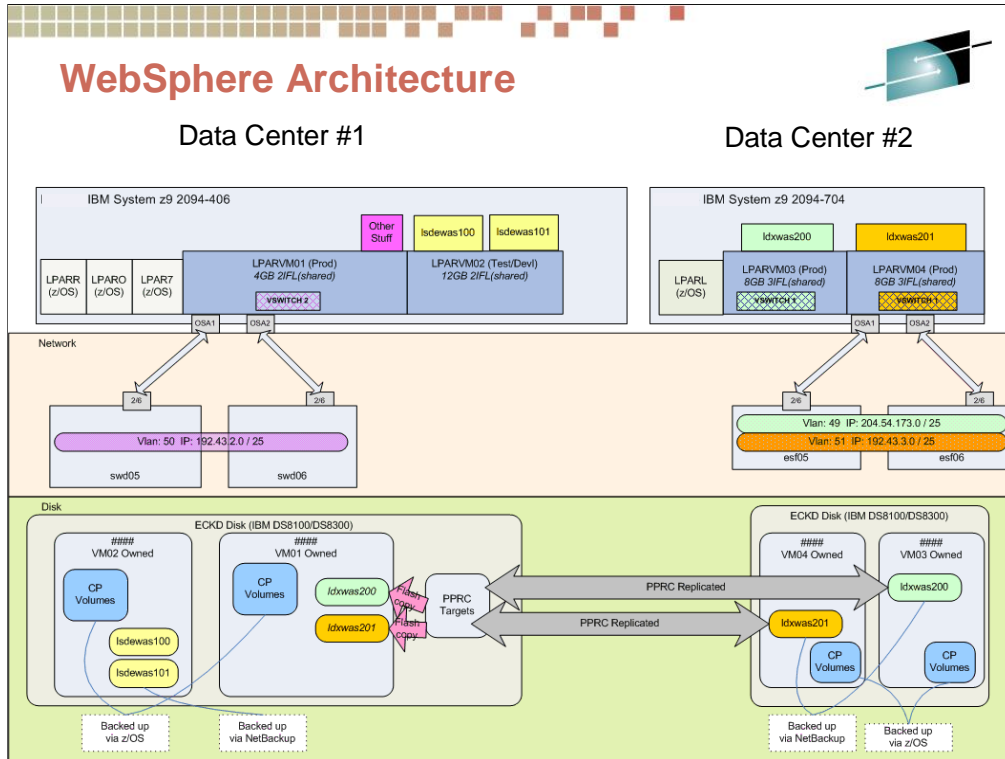 WebSphere Architecture
Data Center #1
Data Center #2
IBM System z9 2094-406
Other
Stuff
lsdewas100
lsdewas101
LPARR
(z/OS)
LPARO
(z/OS)
LPAR7
(z/OS)
LPARVM01 (Prod)
4GB 2IFL(shared)
VSWITCH 2
LPARVM02 (Test/Devl)
12GB 2IFL(shared)
OSA1
OSA2
IBM System z9 2094-704
ldxwas200
ldxwas201
LPARL
(z/OS)
LPARVM03 (Prod)
8GB 3IFL(shared)
VSWITCH 1
LPARVM04 (Prod)
8GB 3IFL(shared)
VSWITCH 1
OSA1
OSA2
Network
2/6
2/6
Vlan: 50 IP: 192.43.2.0 / 25
swd05
swd06
2/6
2/6
Vlan: 49 IP: 204.54.173.0 / 25
Vlan: 51 IP: 192.43.3.0 / 25
esf05
esf06
Disk
ECKD Disk (IBM DS8100/DS8300)
####
VM02 Owned
CP
Volumes
lsdewas100
lsdewas101
####
VM01 Owned
CP
Volumes
ldxwas200
ldxwas201
Flash
copy
Flash
copy
PPRC
Targets
PPRC Replicated
PPRC Replicated
ECKD Disk (IBM DS8100/DS8300)
####
VM04 Owned
ldxwas201
CP
Volumes
####
VM03 Owned
ldxwas200
CP
Volumes
Backed up
via z/OS
Backed up
via NetBackup
Backed up
via NetBackup
Backed up
via z/OS